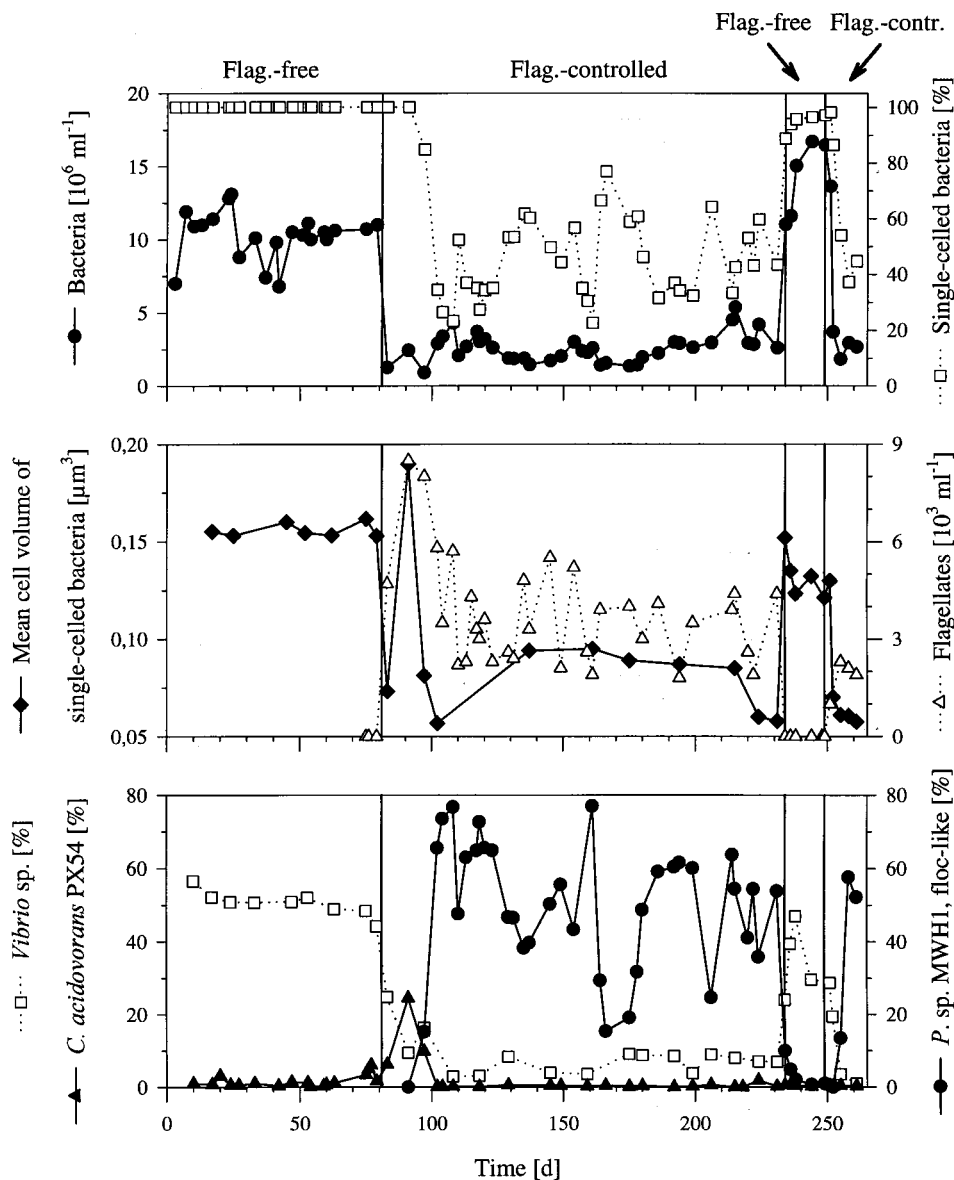 Flag.-free Flag.-contr.
Flag.-free Flag.-controlled
20 15 10 5 0
Bacteria [10⁶ ml⁻¹]
100 80 60 40 20 0
Single-celled bacteria [%]
0,20 0,15 0,10 0,05
Mean cell volume of
single-celled bacteria [µm³]
9 6 3 0
Flagellates [10³ ml⁻¹]
80 60 40 20 0
Vibrio sp. [%]
C. acidovorans PX54 [%]
80 60 40 20 0
P. sp. MWH1, floc-like [%]
0 50 100 150 200 250
Time [d]